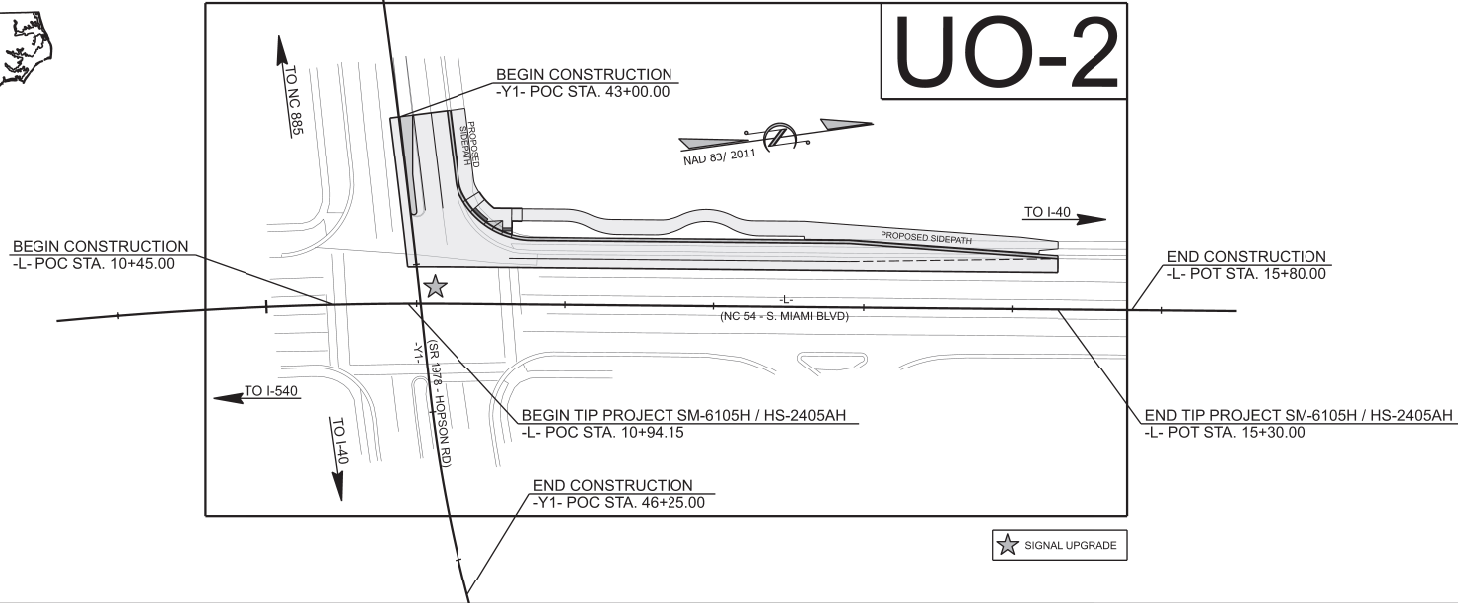 UO-2
BEGIN CONSTRUCTION
-Y1- POC STA. 43+00.00
TO NC 885
PROPOSED
SIDEPATH
NAD 83/ 2011
TO I-40
PROPOSED SIDEPATH
BEGIN CONSTRUCTION
-L- POC STA. 10+45.00
END CONSTRUCTION
-L- POT STA. 15+80.00
-L-
(NC 54 - S. MIAMI BLVD)
-Y1-
(SR 1978 - HOPSON RD)
TO I-540
TO I-40
BEGIN TIP PROJECT SM-6105H / HS-2405AH
-L- POC STA. 10+94.15
END TIP PROJECT SM-6105H / HS-2405AH
-L- POT STA. 15+30.00
END CONSTRUCTION
-Y1- POC STA. 46+25.00
SIGNAL UPGRADE